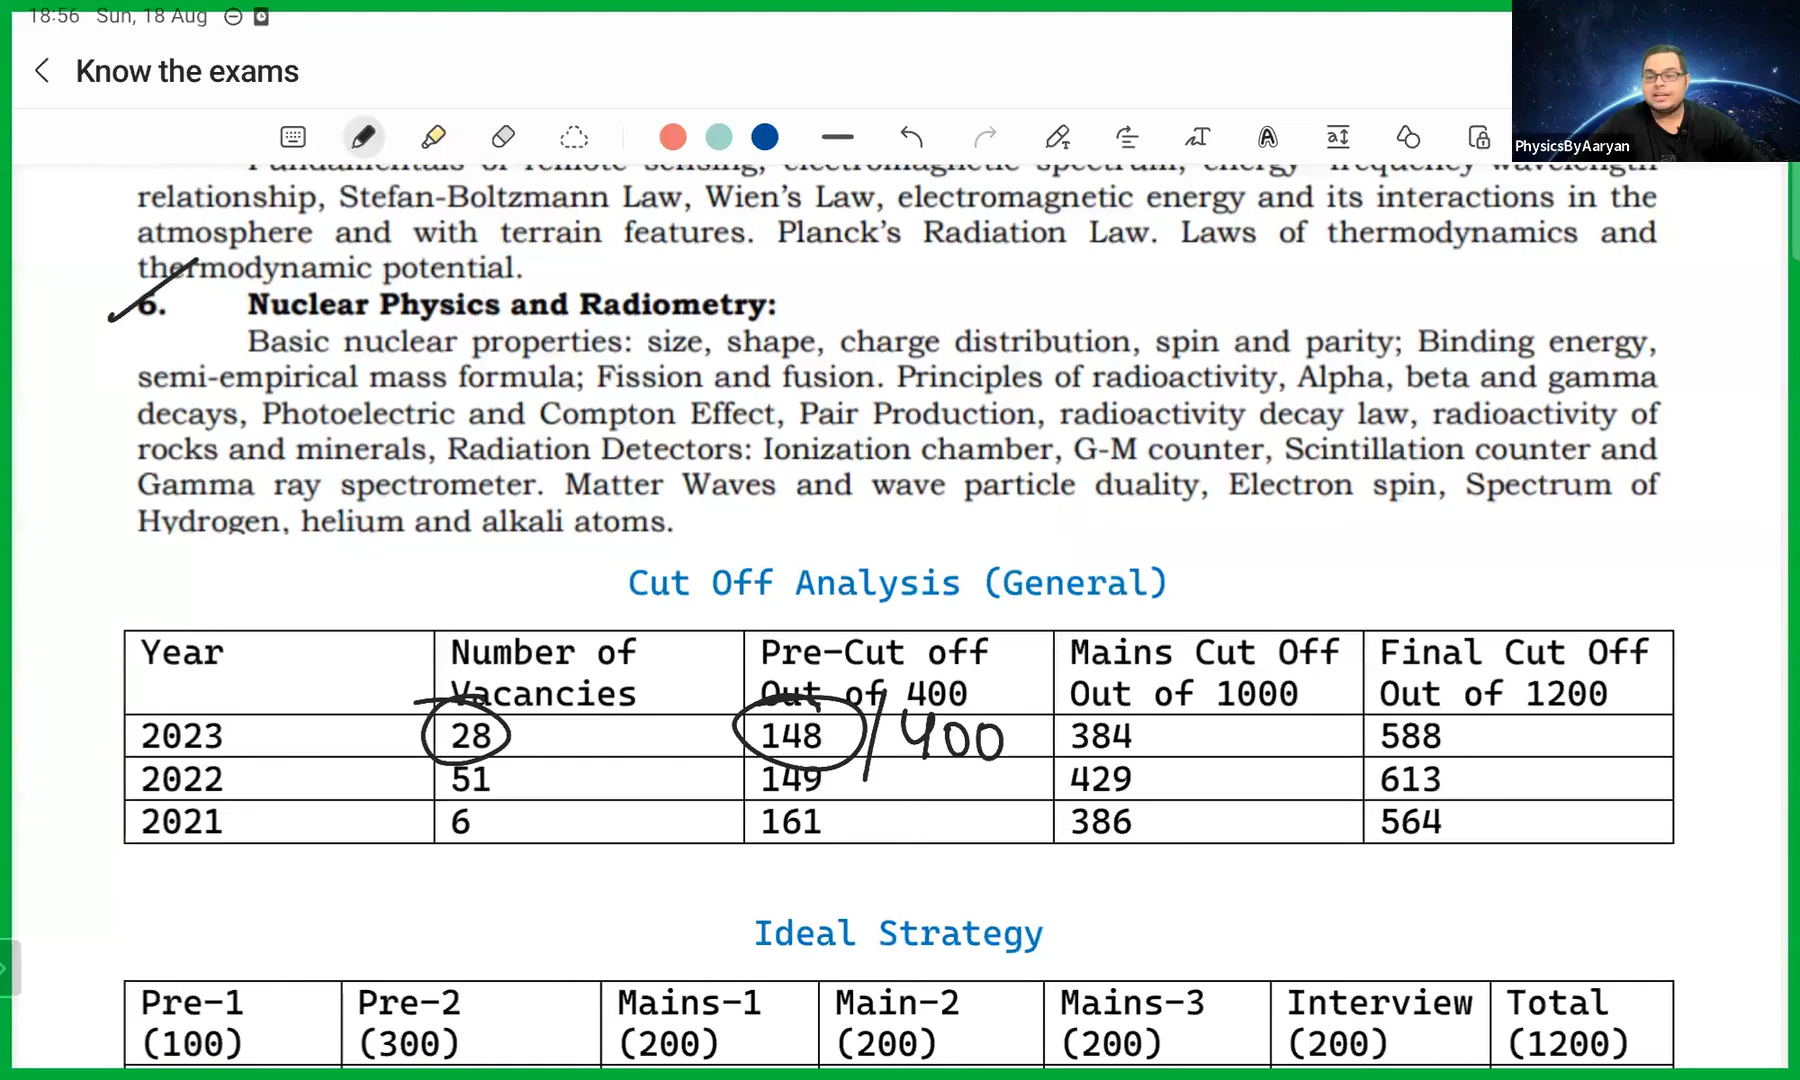 18:56 Sun, 18 Aug
Know the exams
PhysicsByAaryan
Fundamentals of remote sensing, electromagnetic spectrum, energy- frequency-wavelength
relationship, Stefan-Boltzmann Law, Wien's Law, electromagnetic energy and its interactions in the
atmosphere and with terrain features. Planck's Radiation Law. Laws of thermodynamics and
thermodynamic potential.
6. Nuclear Physics and Radiometry:
Basic nuclear properties: size, shape, charge distribution, spin and parity; Binding energy,
semi-empirical mass formula; Fission and fusion. Principles of radioactivity, Alpha, beta and gamma
decays, Photoelectric and Compton Effect, Pair Production, radioactivity decay law, radioactivity of
rocks and minerals, Radiation Detectors: Ionization chamber, G-M counter, Scintillation counter and
Gamma ray spectrometer. Matter Waves and wave particle duality, Electron spin, Spectrum of
Hydrogen, helium and alkali atoms.
Cut Off Analysis (General)
Year Number of Vacancies Pre-Cut off Out of 400 Mains Cut Off Out of 1000 Final Cut Off Out of 1200
2023 28 148 /400 384 588
2022 51 149 429 613
2021 6 161 386 564
Ideal Strategy
Pre-1 (100) Pre-2 (300) Mains-1 (200) Main-2 (200) Mains-3 (200) Interview (200) Total (1200)